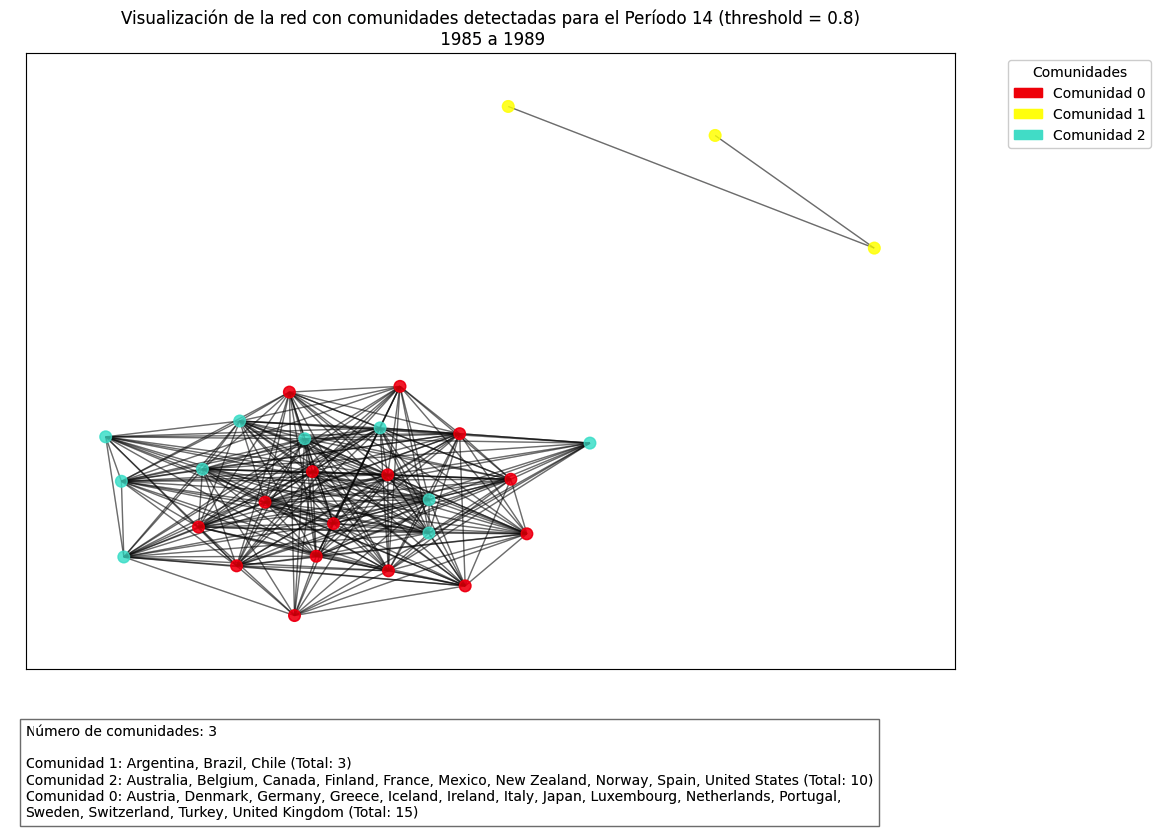 Visualización de la red con comunidades detectadas para el Período 14 (threshold = 0.8)
1985 a 1989
Comunidades
Comunidad 0
Comunidad 1
Comunidad 2
Número de comunidades: 3
Comunidad 1: Argentina, Brazil, Chile (Total: 3)
Comunidad 2: Australia, Belgium, Canada, Finland, France, Mexico, New Zealand, Norway, Spain, United States (Total: 10)
Comunidad 0: Austria, Denmark, Germany, Greece, Iceland, Ireland, Italy, Japan, Luxembourg, Netherlands, Portugal,
Sweden, Switzerland, Turkey, United Kingdom (Total: 15)